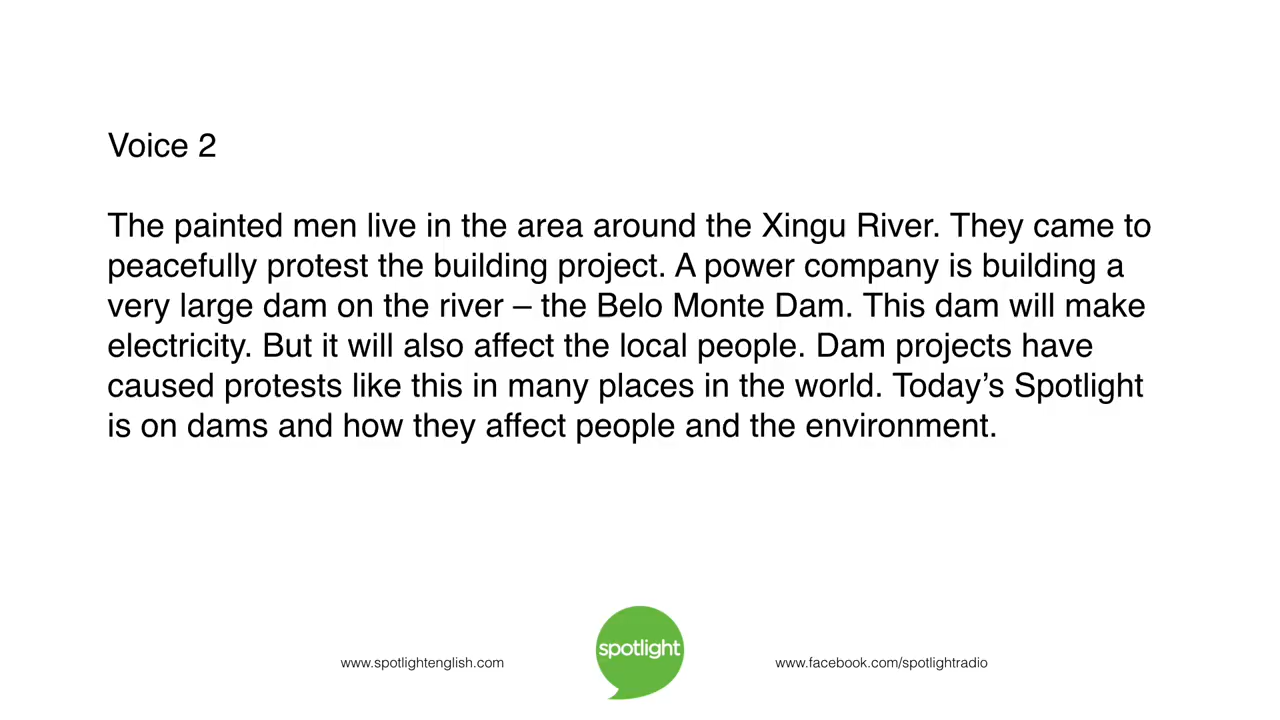 Voice 2
The painted men live in the area around the Xingu River. They came to
peacefully protest the building project. A power company is building a
very large dam on the river – the Belo Monte Dam. This dam will make
electricity. But it will also affect the local people. Dam projects have
caused protests like this in many places in the world. Today’s Spotlight
is on dams and how they affect people and the environment.
spotlight
www.spotlightenglish.com
www.facebook.com/spotlightradio